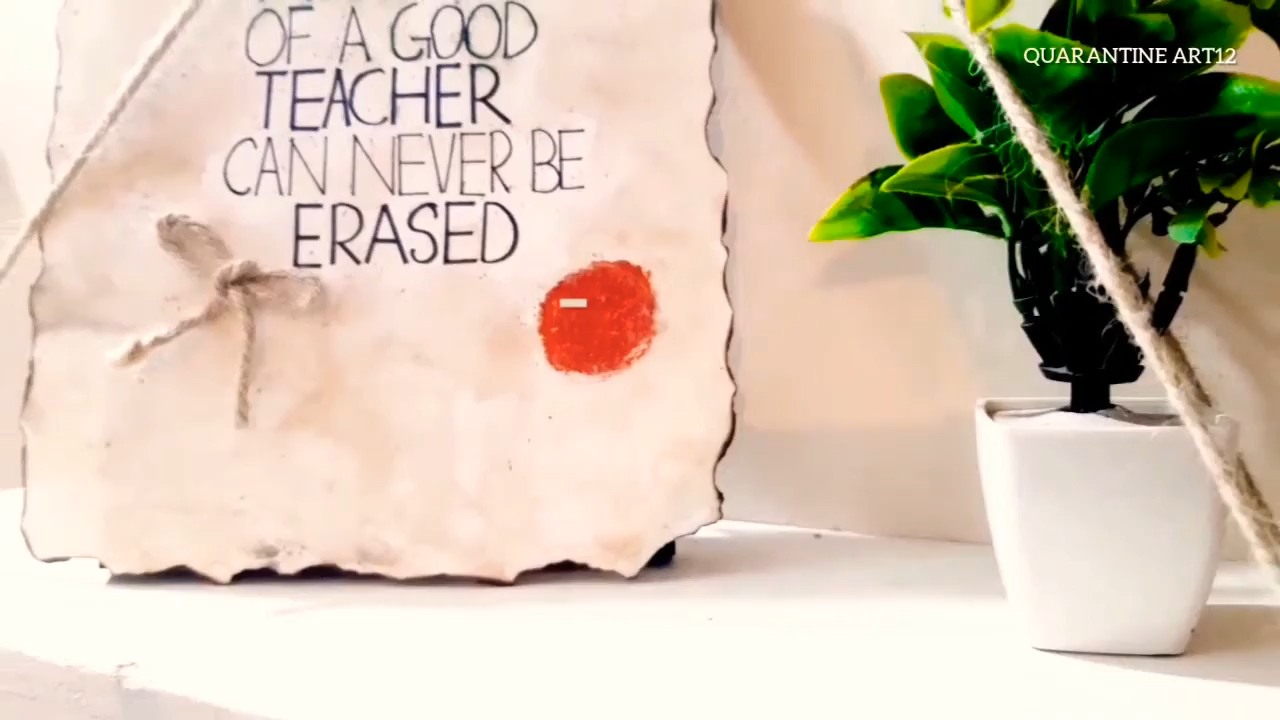 OF A GOOD
TEACHER
CAN NEVER BE
ERASED
QUARANTINE ART12